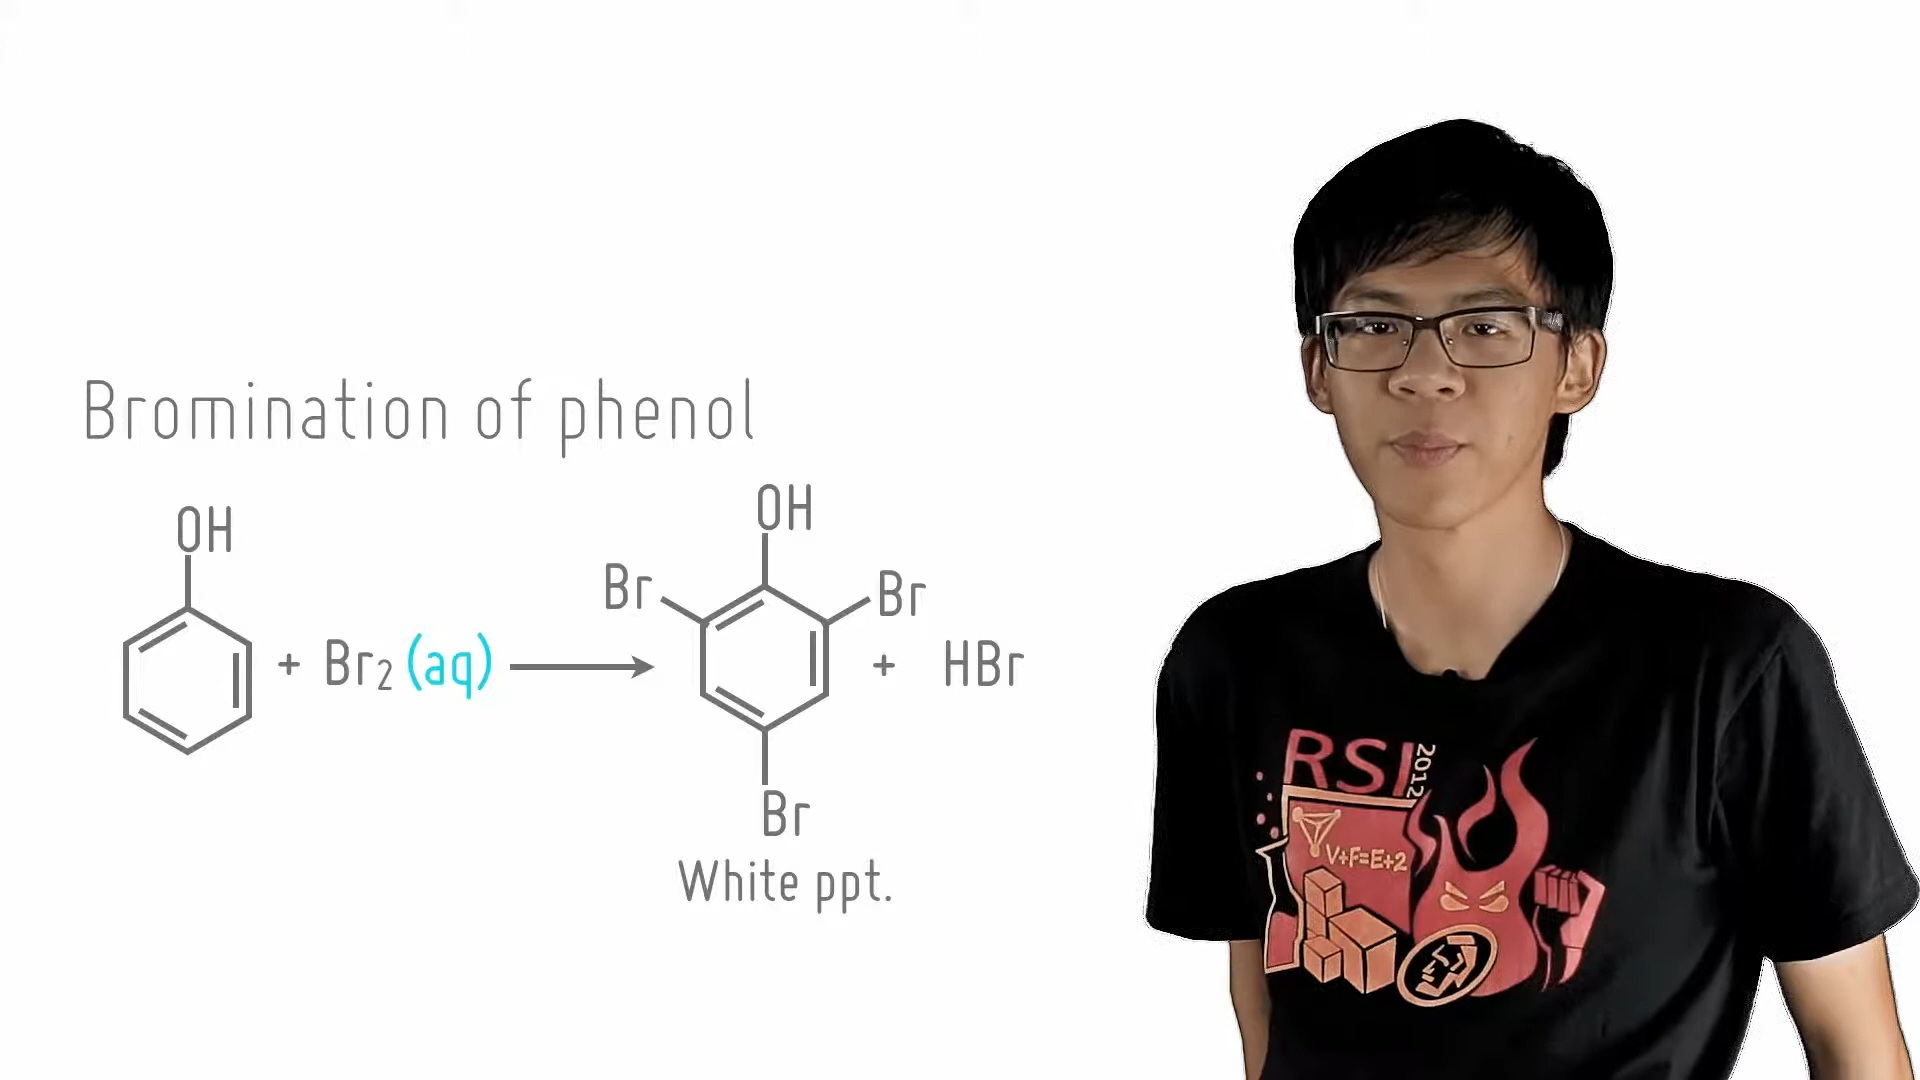 Bromination of phenol
OH
+ Br₂ (aq)
OH
Br
Br
Br
+ HBr
White ppt.
RSI
2012
V+F=E+2